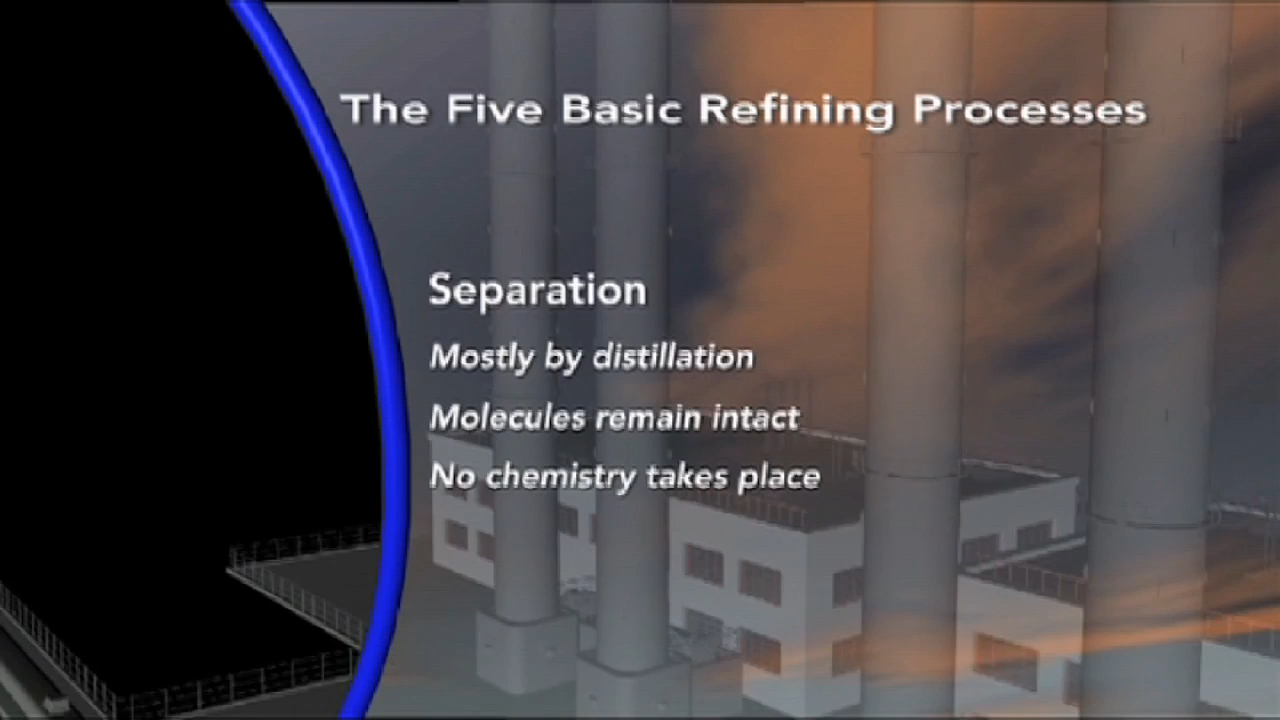 The Five Basic Refining Processes
Separation
Mostly by distillation
Molecules remain intact
No chemistry takes place